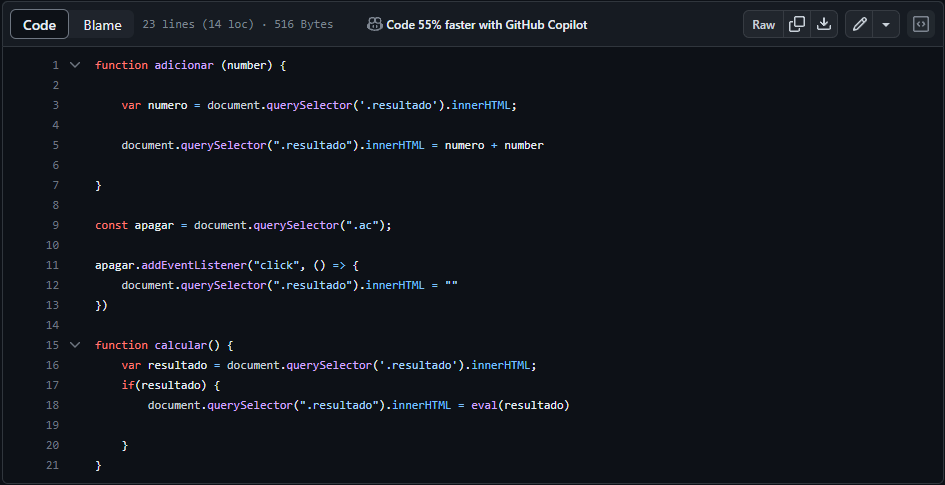 Code Blame 23 lines (14 loc) · 516 Bytes Code 55% faster with GitHub Copilot Raw
1 function adicionar (number) {
2
3 var numero = document.querySelector('.resultado').innerHTML;
4
5 document.querySelector(".resultado").innerHTML = numero + number
6
7 }
8
9 const apagar = document.querySelector(".ac");
10
11 apagar.addEventListener("click", () => {
12 document.querySelector(".resultado").innerHTML = ""
13 })
14
15 function calcular() {
16 var resultado = document.querySelector('.resultado').innerHTML;
17 if(resultado) {
18 document.querySelector(".resultado").innerHTML = eval(resultado)
19
20 }
21 }